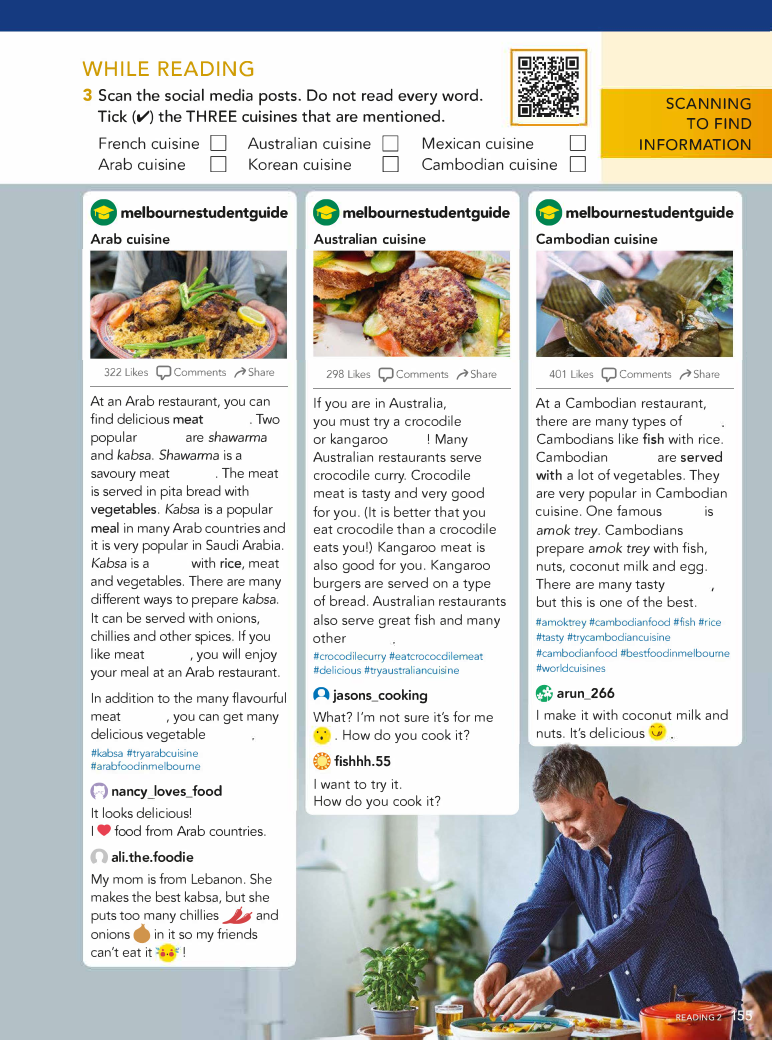 WHILE READING
3 Scan the social media posts. Do not read every word.
Tick (✔) the THREE cuisines that are mentioned.
French cuisine
Australian cuisine
Mexican cuisine
Arab cuisine
Korean cuisine
Cambodian cuisine
SCANNING
TO FIND
INFORMATION
melbournestudentguide
Arab cuisine
322 Likes Comments Share
At an Arab restaurant, you can
find delicious meat . Two
popular are shawarma
and kabsa. Shawarma is a
savoury meat . The meat
is served in pita bread with
vegetables. Kabsa is a popular
meal in many Arab countries and
it is very popular in Saudi Arabia.
Kabsa is a with rice, meat
and vegetables. There are many
different ways to prepare kabsa.
It can be served with onions,
chillies and other spices. If you
like meat , you will enjoy
your meal at an Arab restaurant.
In addition to the many flavourful
meat , you can get many
delicious vegetable .
#kabsa #tryarabcuisine
#arabfoodinmelbourne
nancy_loves_food
It looks delicious!
I ❤ food from Arab countries.
ali.the.foodie
My mom is from Lebanon. She
makes the best kabsa, but she
puts too many chillies and
onions in it so my friends
can't eat it !
melbournestudentguide
Australian cuisine
298 Likes Comments Share
If you are in Australia,
you must try a crocodile
or kangaroo ! Many
Australian restaurants serve
crocodile curry. Crocodile
meat is tasty and very good
for you. (It is better that you
eat crocodile than a crocodile
eats you!) Kangaroo meat is
also good for you. Kangaroo
burgers are served on a type
of bread. Australian restaurants
also serve great fish and many
other .
#crocodilecurry #eatcrococdilemeat
#delicious #tryaustraliancuisine
jasons_cooking
What? I'm not sure it's for me
. How do you cook it?
fishhh.55
I want to try it.
How do you cook it?
melbournestudentguide
Cambodian cuisine
401 Likes Comments Share
At a Cambodian restaurant,
there are many types of .
Cambodians like fish with rice.
Cambodian are served
with a lot of vegetables. They
are very popular in Cambodian
cuisine. One famous is
amok trey. Cambodians
prepare amok trey with fish,
nuts, coconut milk and egg.
There are many tasty ,
but this is one of the best.
#amoktrey #cambodianfood #fish #rice
#tasty #trycambodiancuisine
#cambodianfood #bestfoodinmelbourne
#worldcuisines
arun_266
I make it with coconut milk and
nuts. It's delicious .
READING 2 155